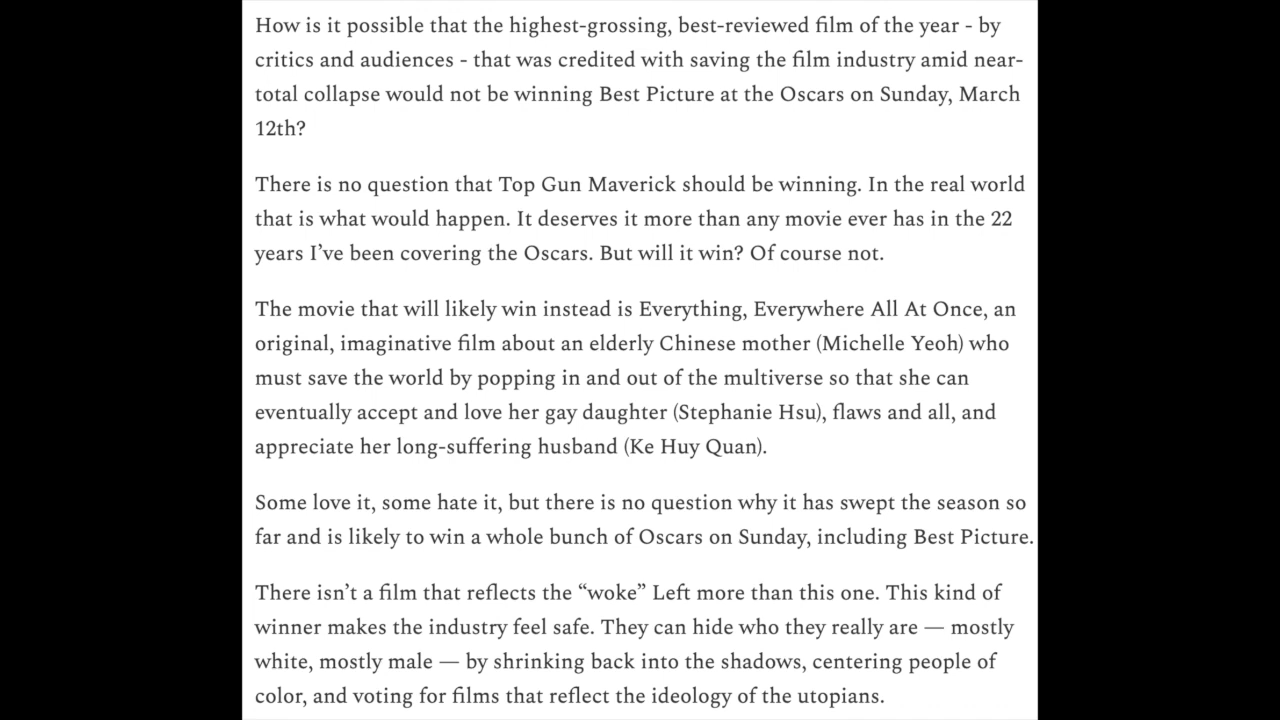 How is it possible that the highest-grossing, best-reviewed film of the year - by
critics and audiences - that was credited with saving the film industry amid near-
total collapse would not be winning Best Picture at the Oscars on Sunday, March
12th?
There is no question that Top Gun Maverick should be winning. In the real world
that is what would happen. It deserves it more than any movie ever has in the 22
years I’ve been covering the Oscars. But will it win? Of course not.
The movie that will likely win instead is Everything, Everywhere All At Once, an
original, imaginative film about an elderly Chinese mother (Michelle Yeoh) who
must save the world by popping in and out of the multiverse so that she can
eventually accept and love her gay daughter (Stephanie Hsu), flaws and all, and
appreciate her long-suffering husband (Ke Huy Quan).
Some love it, some hate it, but there is no question why it has swept the season so
far and is likely to win a whole bunch of Oscars on Sunday, including Best Picture.
There isn’t a film that reflects the “woke” Left more than this one. This kind of
winner makes the industry feel safe. They can hide who they really are — mostly
white, mostly male — by shrinking back into the shadows, centering people of
color, and voting for films that reflect the ideology of the utopians.